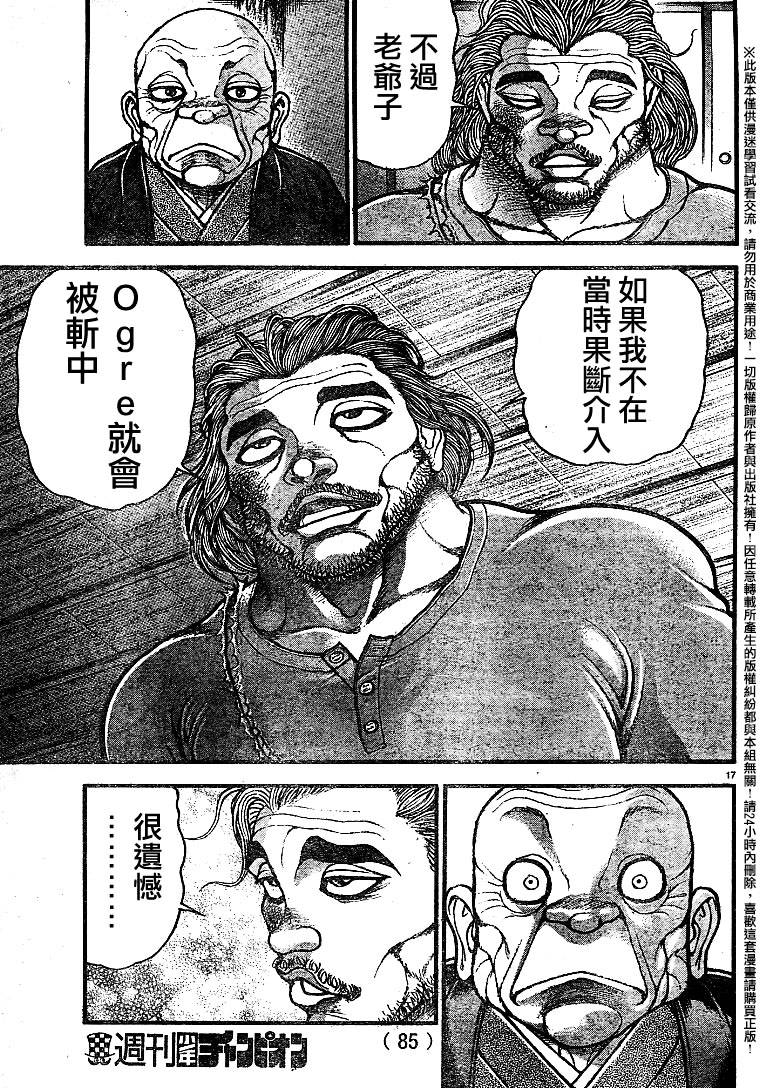 不過
老爺子
如果我不在
當時果斷介入
Ogre就會
被斬中
17
很遺憾
…………
(85)
週刊少年チャンピオン
※此版本僅供漫迷學習試看交流，請勿用於商業用途！一切版權歸原作者與出版社擁有！因任意轉載所產生的版權糾紛都與本組無關！請24小時內刪除，喜歡這套漫畫請購買正版！